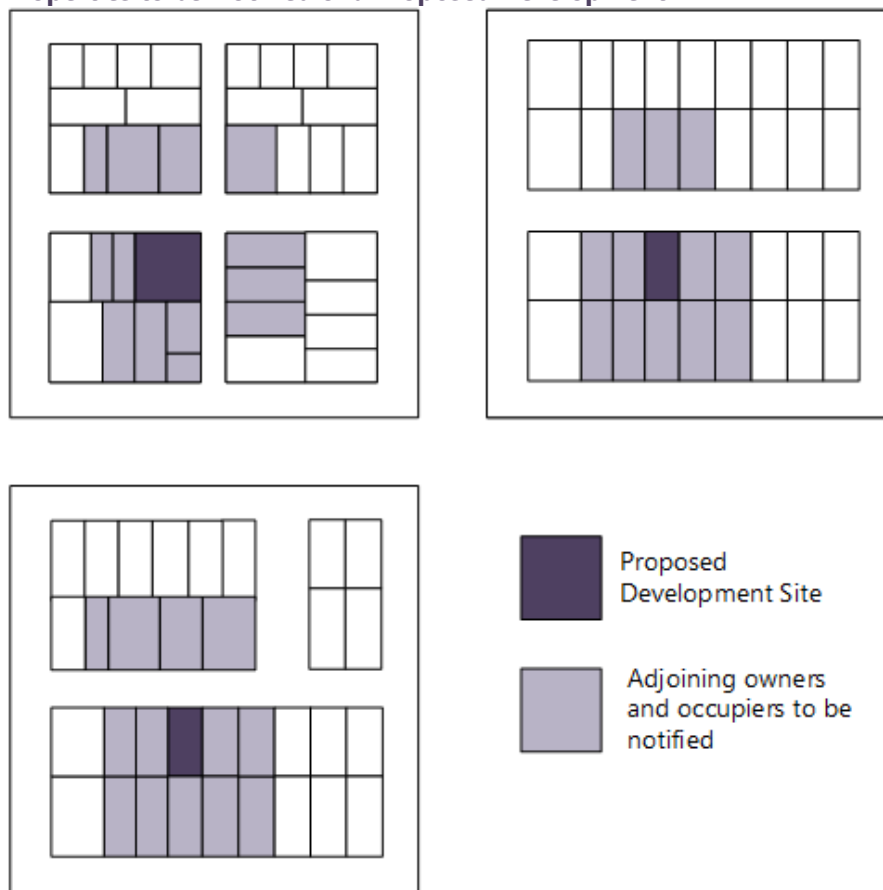 Proposed
Development Site
Adjoining owners
and occupiers to be
notified